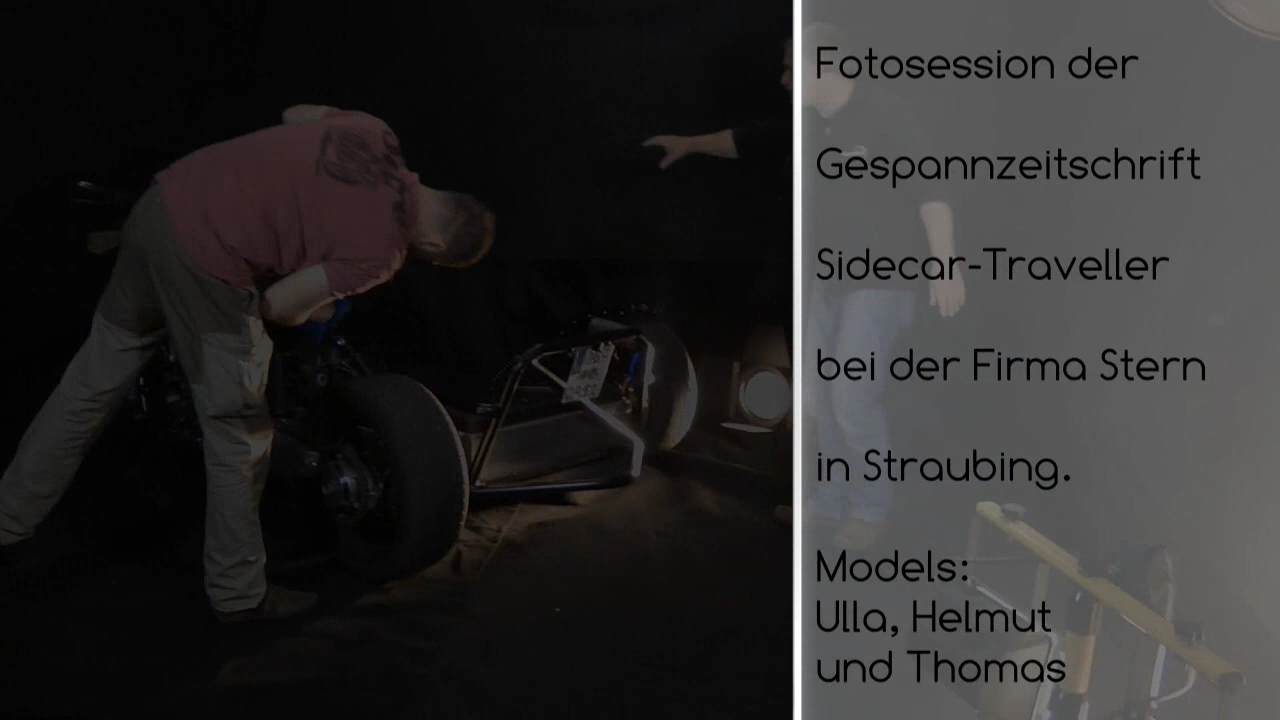 Fotosession der
Gespannzeitschrift
Sidecar-Traveller
bei der Firma Stern
in Straubing.
Models:
Ulla, Helmut
und Thomas